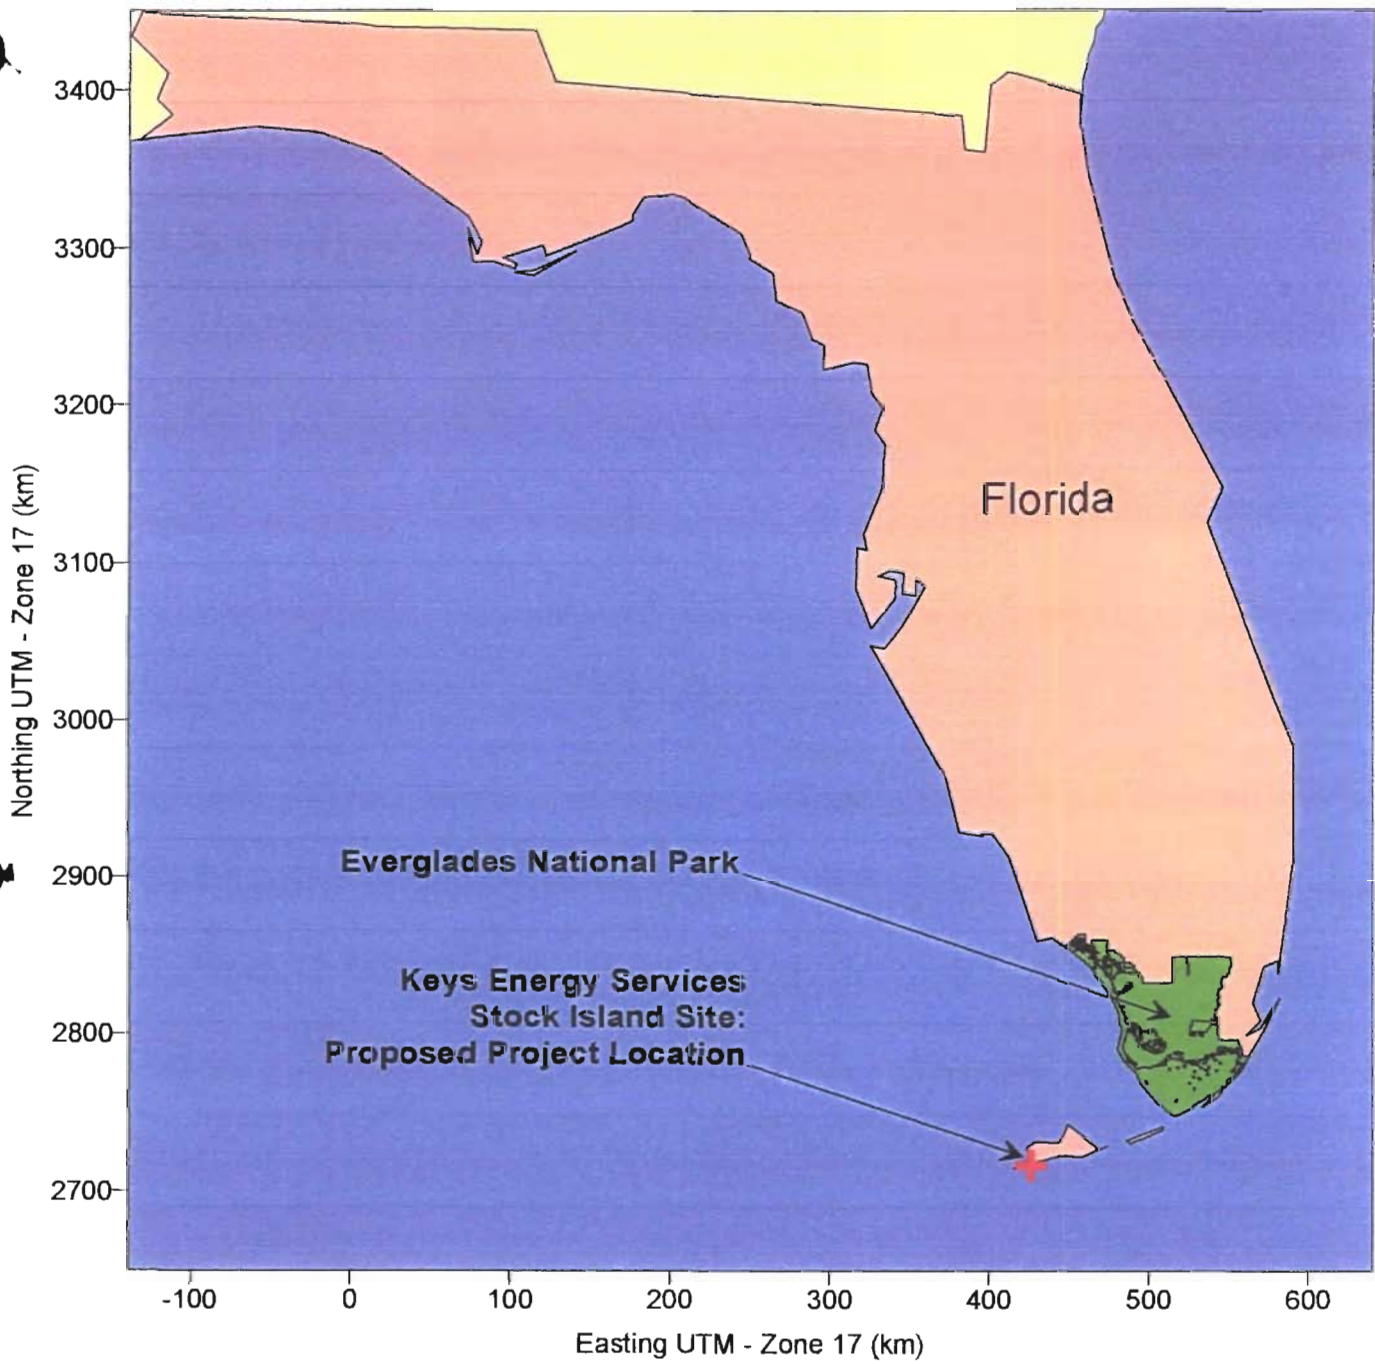 3400
3300
3200
3100
3000
2900
2800
2700
Northing UTM - Zone 17 (km)
Florida
Everglades National Park
Keys Energy Services
Stock Island Site:
Proposed Project Location
-100
0
100
200
300
400
500
600
Easting UTM - Zone 17 (km)